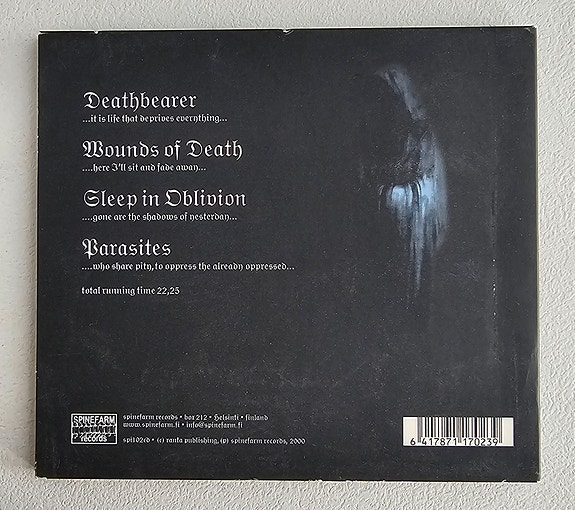 Deathbearer
...it is life that deprives everything...
Wounds of Death
....here I'll sit and fade away...
Sleep in Oblivion
....gone are the shadows of yesterday...
Parasites
....who share pity, to oppress the already oppressed...
total running time 22,25
SPINEFARM
records
spinefarm records • box 212 • Helsinki • finland
www.spinefarm.fi • info@spinefarm.fi
spi102cd • (c) ranka publishing, (p) spinefarm records, 2000
6 417871 170239